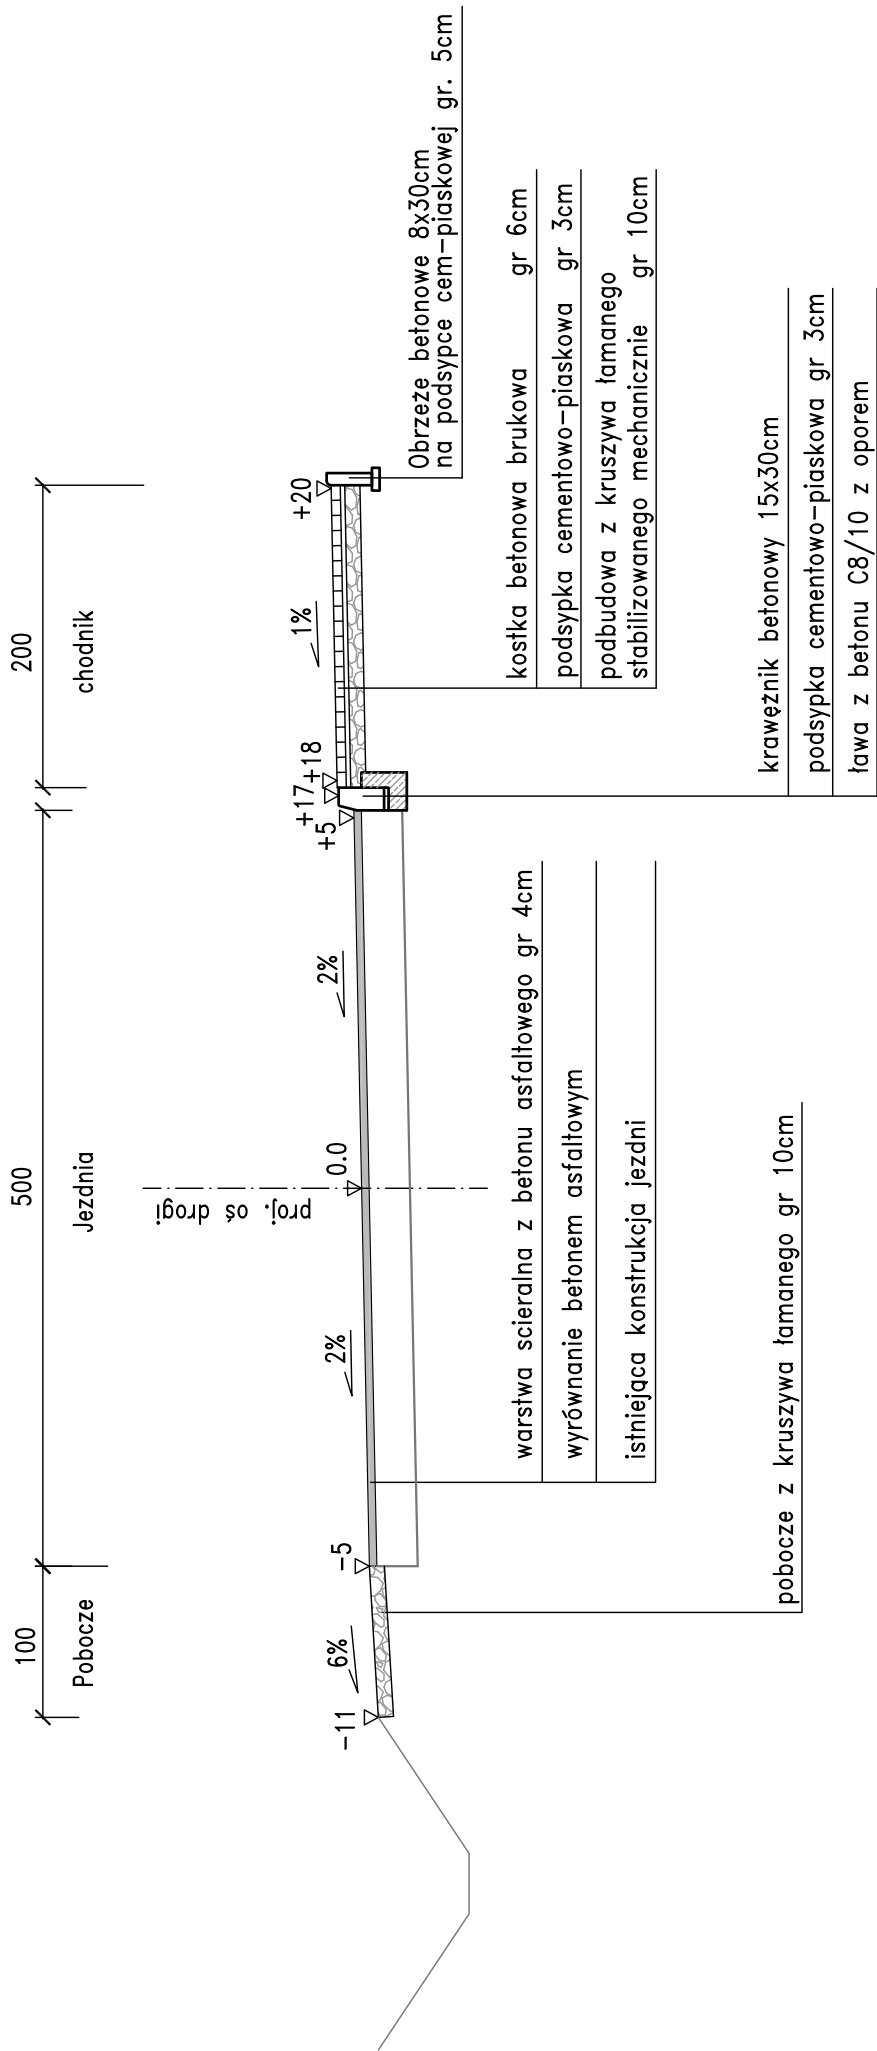 100
500
200
Pobocze
Jezdnia
chodnik
proj. oś drogi
-11
6%
-5
2%
0.0
2%
+5
+17
+18
1%
+20
Obrzeże betonowe 8x30cm
na podsypce cem-piaskowej gr. 5cm
kostka betonowa brukowa gr 6cm
podsypka cementowo-piaskowa gr 3cm
podbudowa z kruszywa łamanego
stabilizowanego mechanicznie gr 10cm
warstwa scieralna z betonu asfaltowego gr 4cm
wyrównanie betonem asfaltowym
istniejąca konstrukcja jezdni
krawężnik betonowy 15x30cm
podsypka cementowo-piaskowa gr 3cm
ława z betonu C8/10 z oporem
pobocze z kruszywa łamanego gr 10cm